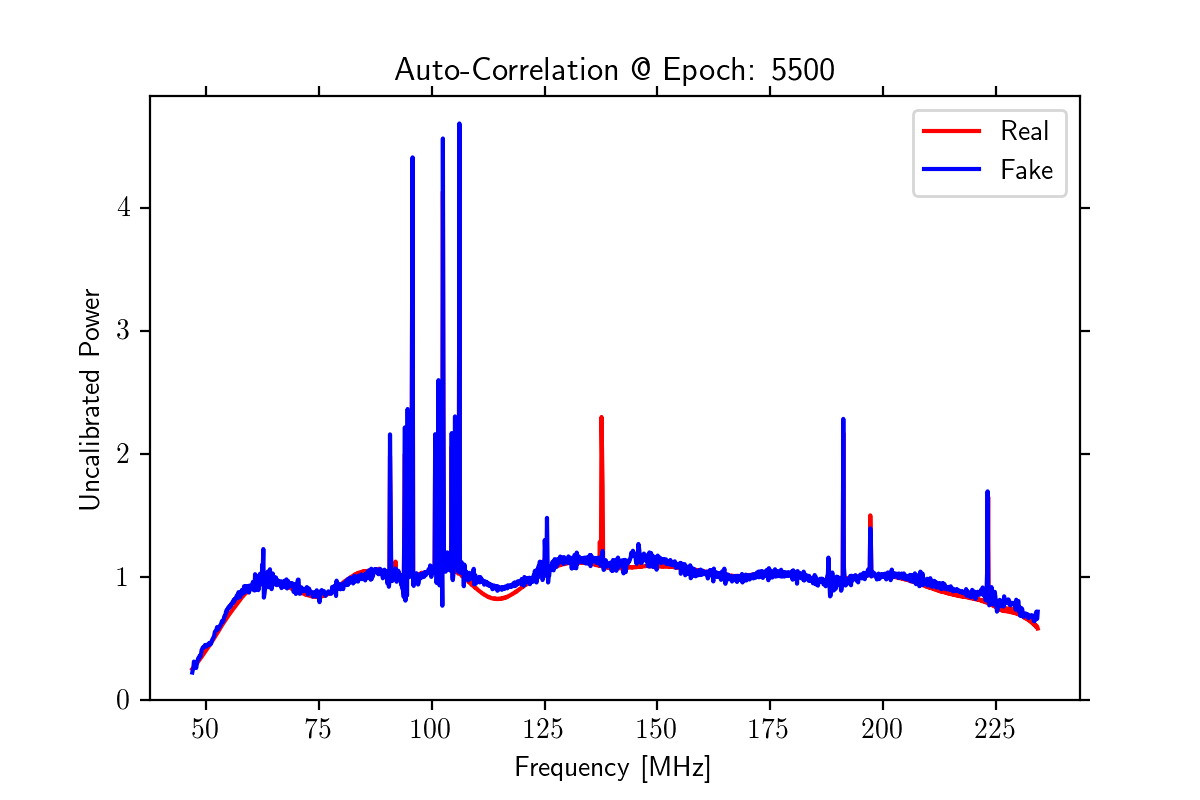 Auto-Correlation @ Epoch: 5500
Real
Fake
4
3
2
1
0
Uncalibrated Power
50 75 100 125 150 175 200 225
Frequency [MHz]